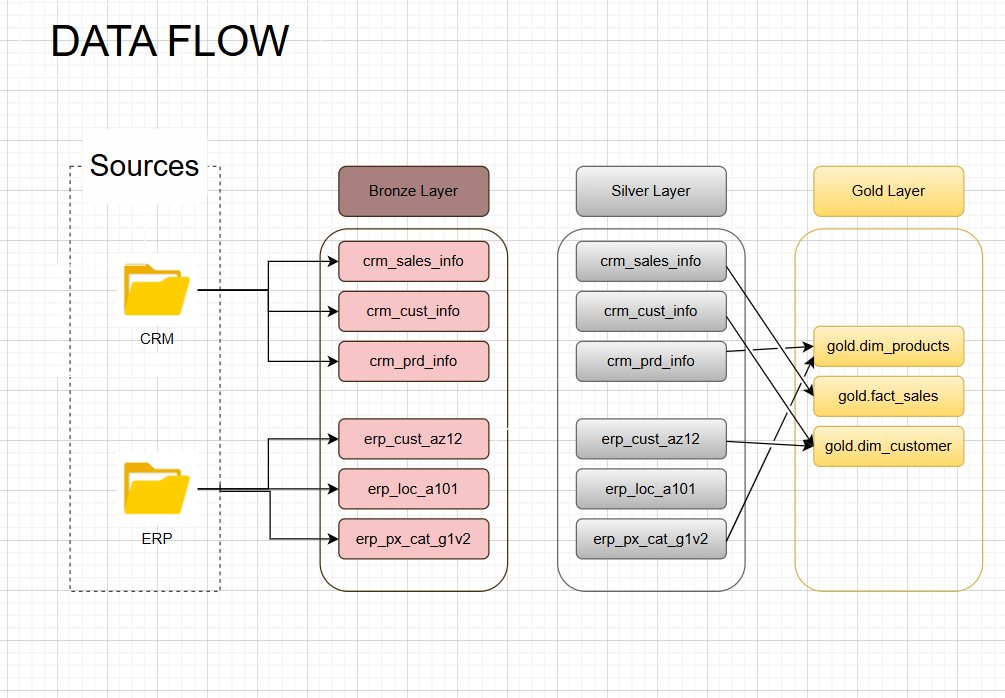 DATA FLOW
Sources
CRM
ERP
Bronze Layer
crm_sales_info
crm_cust_info
crm_prd_info
erp_cust_az12
erp_loc_a101
erp_px_cat_g1v2
Silver Layer
crm_sales_info
crm_cust_info
crm_prd_info
erp_cust_az12
erp_loc_a101
erp_px_cat_g1v2
Gold Layer
gold.dim_products
gold.fact_sales
gold.dim_customer